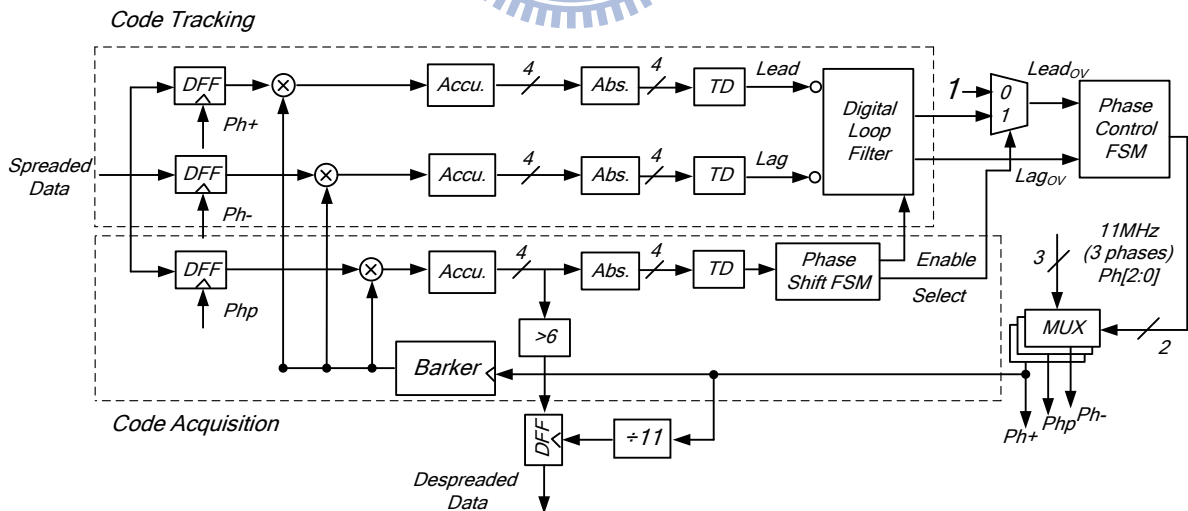 Code Tracking
DFF
Accu.
4
Abs.
4
TD
Lead
Digital
Loop
Filter
1
0
1
Lead_OV
Phase
Control
FSM
Ph+
Spreaded
Data
DFF
Accu.
4
Abs.
4
TD
Lag
Lag_OV
Ph-
DFF
Accu.
4
Abs.
4
TD
Phase
Shift FSM
Enable
Select
3
11MHz
(3 phases)
Ph[2:0]
Php
>6
MUX
2
Barker
Code Acquisition
DFF
÷11
Ph+
Php
Ph-
Despreaded
Data